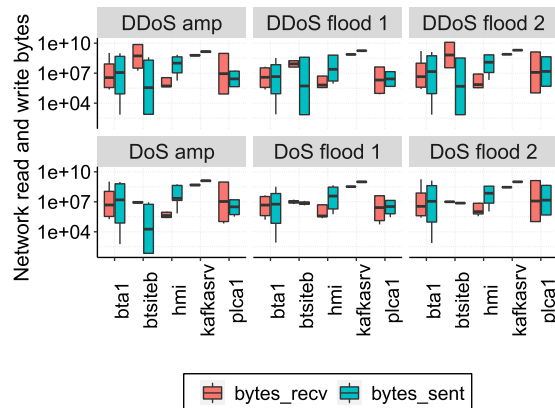 Network read and write bytes
DDoS amp DDoS flood 1 DDoS flood 2
1e+10
1e+07
1e+04
DoS amp DoS flood 1 DoS flood 2
1e+10
1e+07
1e+04
bta1 btsiteb hmi kafkasrv plca1 bta1 btsiteb hmi kafkasrv plca1 bta1 btsiteb hmi kafkasrv plca1
bytes_recv bytes_sent